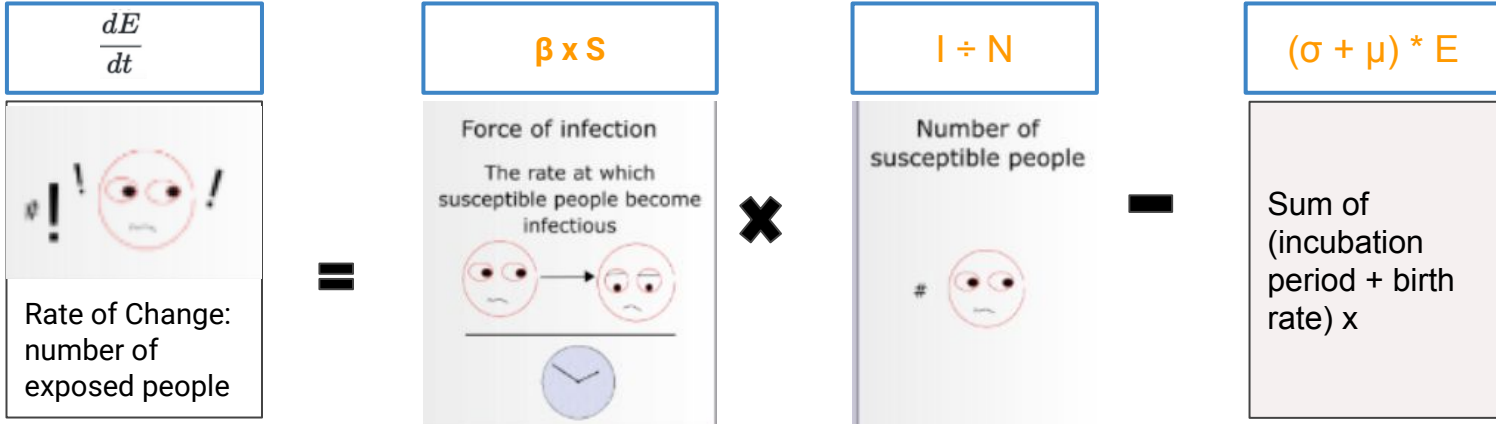 dE
dt
β x S
I ÷ N
(σ + μ) * E
!
!
!
Rate of Change:
number of
exposed people
=
Force of infection
The rate at which
susceptible people become
infectious
×
Number of
susceptible people
#
−
Sum of
(incubation
period + birth
rate) x